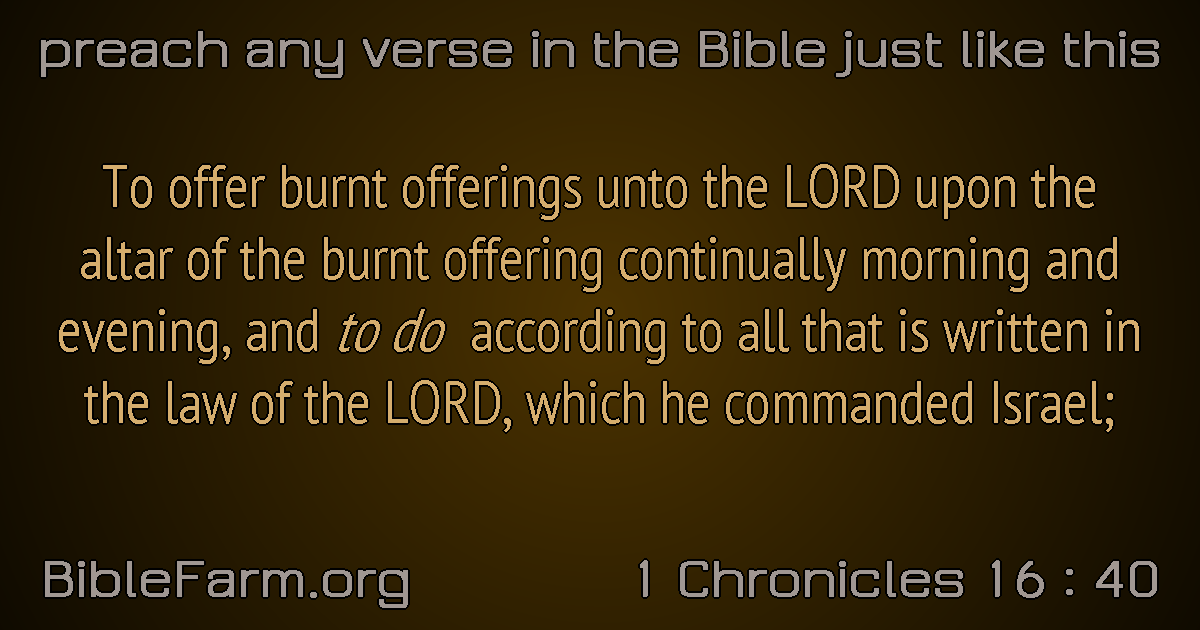 preach any verse in the Bible just like this
To offer burnt offerings unto the LORD upon the
altar of the burnt offering continually morning and
evening, and to do according to all that is written in
the law of the LORD, which he commanded Israel;
BibleFarm.org
1 Chronicles 16 : 40